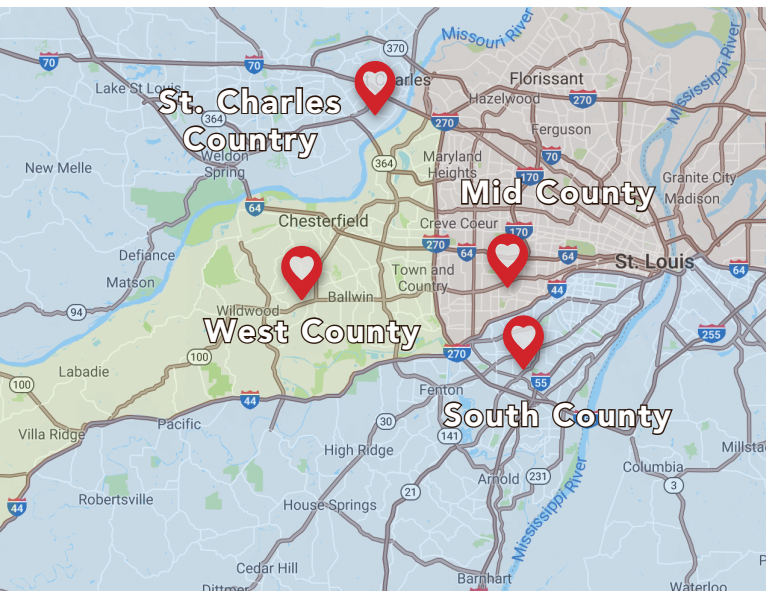 Missouri River
370
70
70
Lake St Louis
arles
Florissant
Mississippi River
St. Charles
Country
Hazelwood
270
364
270
Ferguson
Weldon
Spring
364
Maryland
Heights
70
170
New Melle
Granite City
Mid County
Madison
64
Chesterfield
Creve Coeur
170
270
64
64
St. Louis
64
Defiance
Matson
Town and
Country
44
94
Wildwood
Ballwin
West County
255
100
270
Labadie
100
55
Fenton
44
South County
Pacific
30
Villa Ridge
141
High Ridge
Millsta
Columbia
Arnold
231
3
21
Robertsville
House Springs
44
Mississippi River
Cedar Hill
Barnhart
Dittmer
Waterloo
P